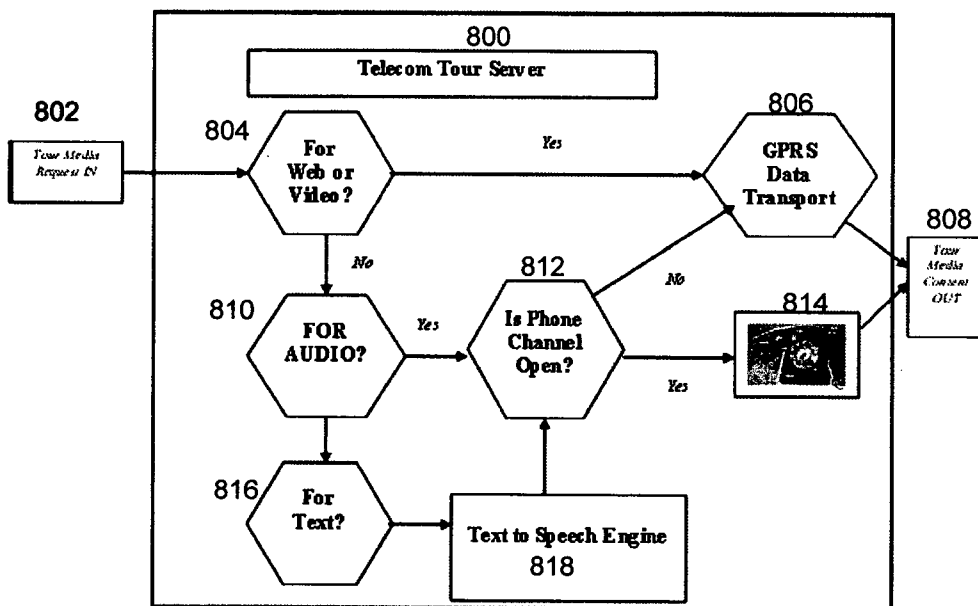 800
Telecom Tour Server
802
Tour Media
Request IN
804
For
Web or
Video?
Yes
806
GPRS
Data
Transport
808
Tour
Media
Content
OUT
No
810
FOR
AUDIO?
Yes
812
Is Phone
Channel
Open?
No
Yes
814
816
For
Text?
Text to Speech Engine
818